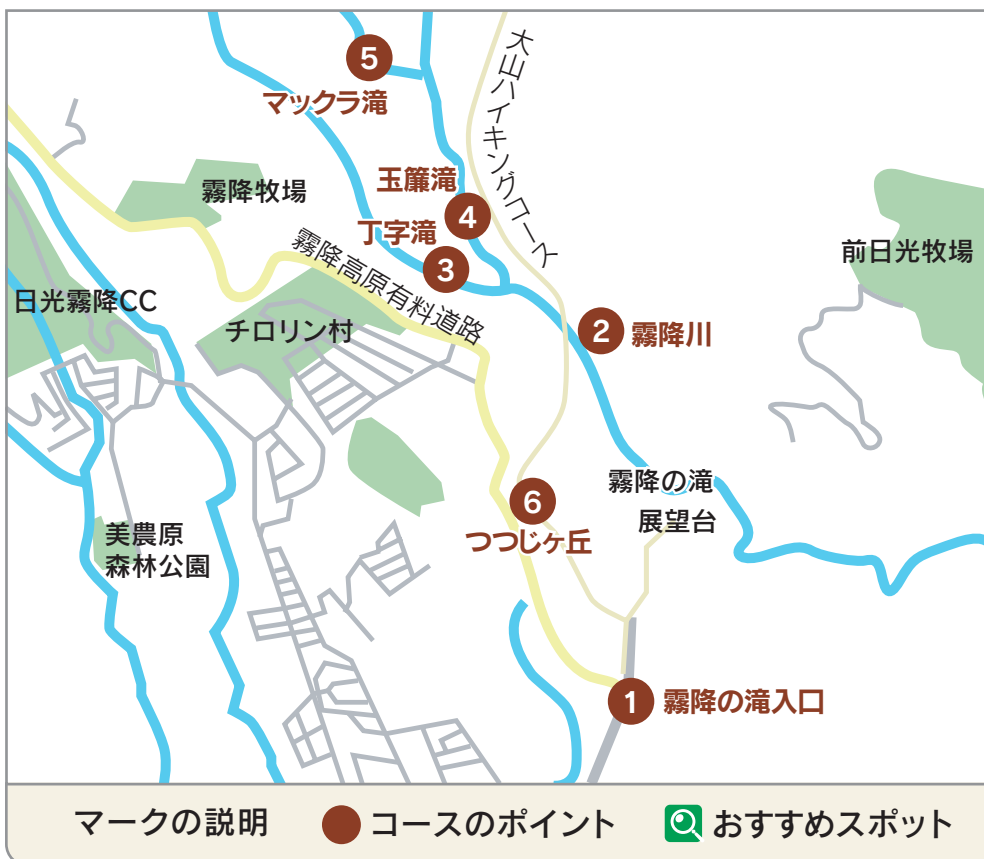 5
マックラ滝
大山ハイキングコース
玉簾滝
4
霧降牧場
丁字滝
3
霧降高原有料道路
前日光牧場
日光霧降CC
チロリン村
2
霧降川
霧降の滝
展望台
6
つつじヶ丘
美農原
森林公園
1
霧降の滝入口
マークの説明
コースのポイント
おすすめスポット